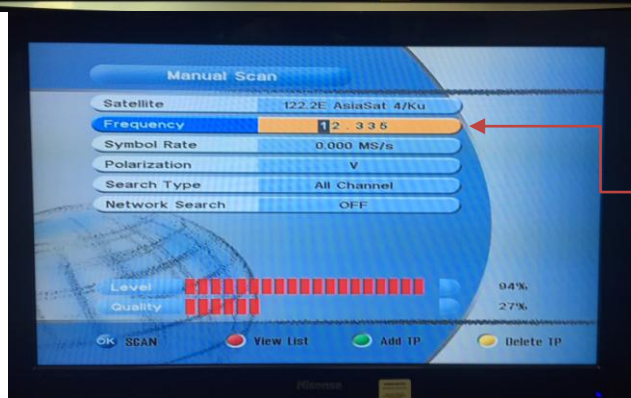 Manual Scan
Satellite 122.2E AsiaSat 4/Ku
Frequency 12.335
Symbol Rate 0.000 MS/s
Polarization V
Search Type All Channel
Network Search OFF
Level 94%
Quality 27%
OK SCAN View List Add TP Delete TP
Hisense